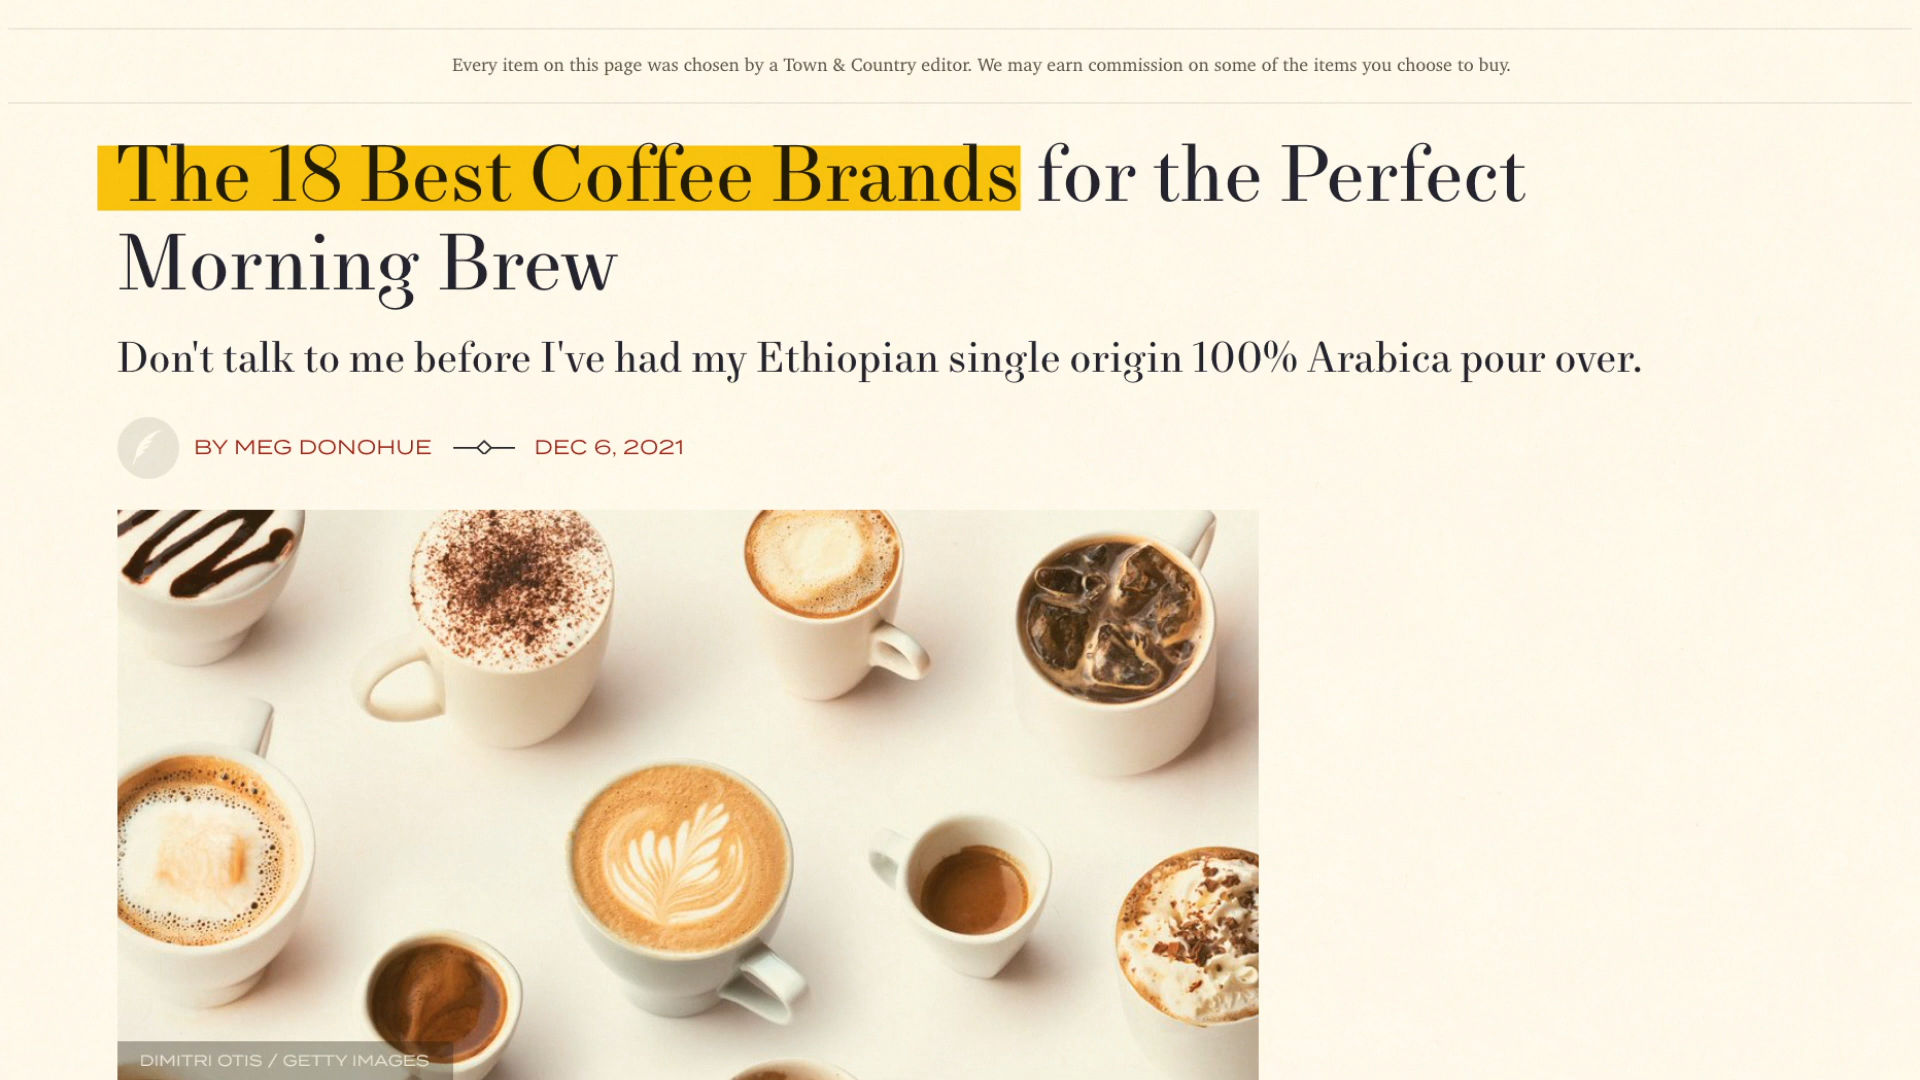 Every item on this page was chosen by a Town & Country editor. We may earn commission on some of the items you choose to buy.
The 18 Best Coffee Brands for the Perfect
Morning Brew
Don't talk to me before I've had my Ethiopian single origin 100% Arabica pour over.
BY MEG DONOHUE DEC 6, 2021
DIMITRI OTIS / GETTY IMAGES